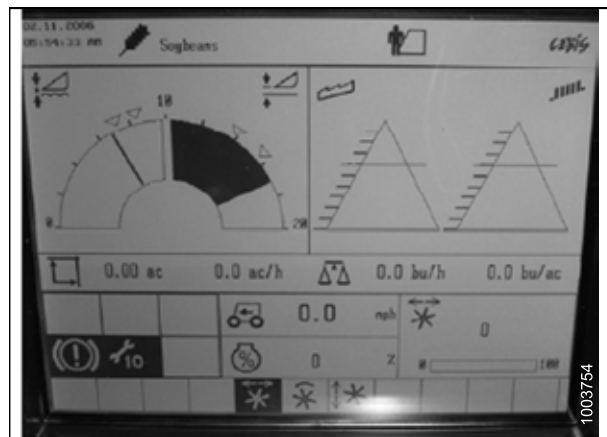 02.11.2006
05:54:33 AM
Soybeans
CEBIS
10
0
20
0.00 ac
0.0 ac/h
0.0 bu/h
0.0 bu/ac
0.0 mph
0
10
% 0 %
0 100
1003754